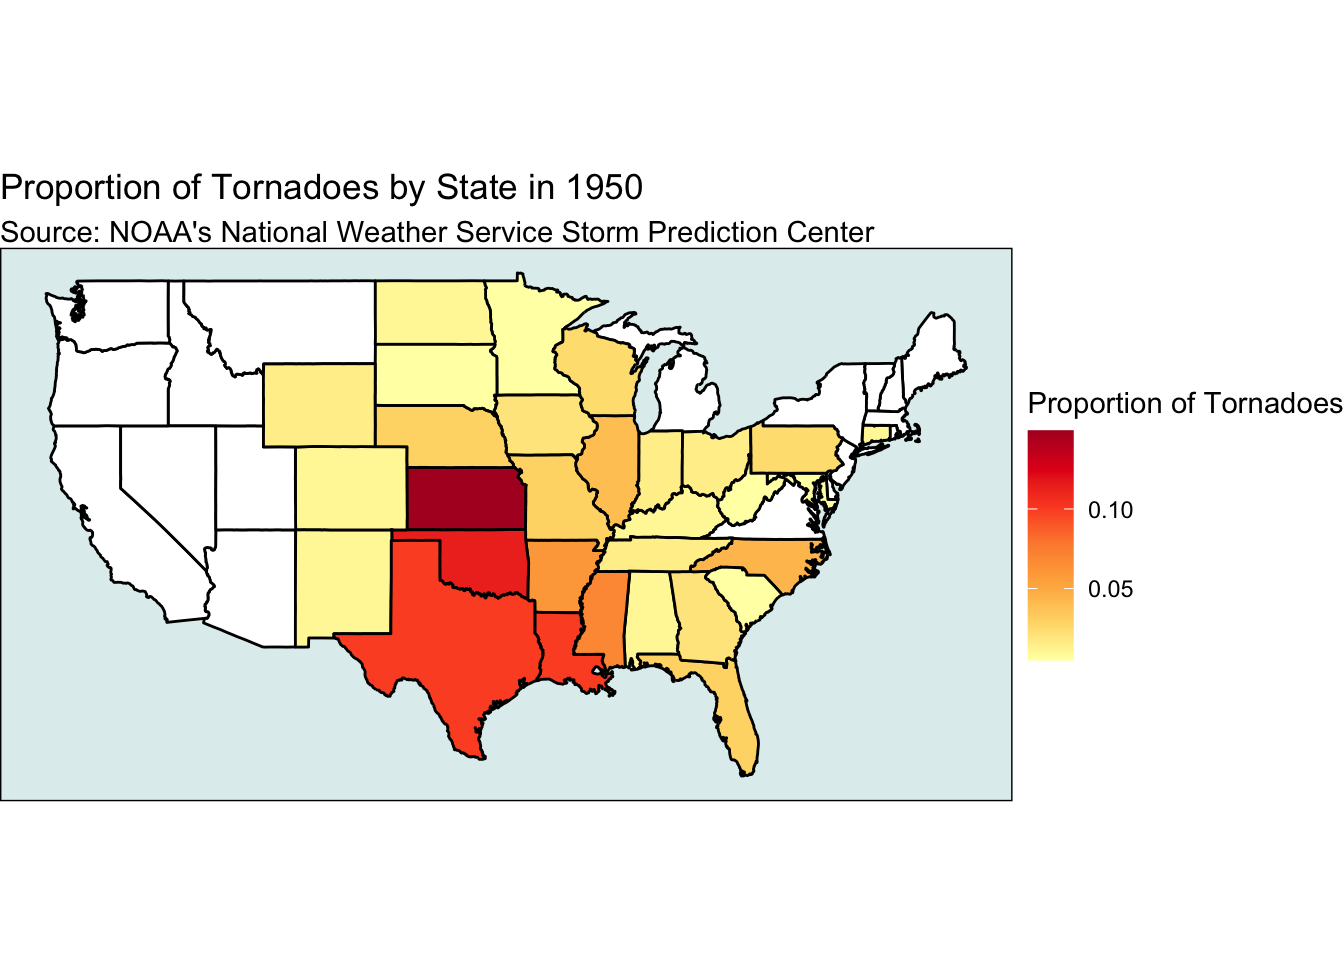 Proportion of Tornadoes by State in 1950
Source: NOAA's National Weather Service Storm Prediction Center
Proportion of Tornadoes
0.10
0.05